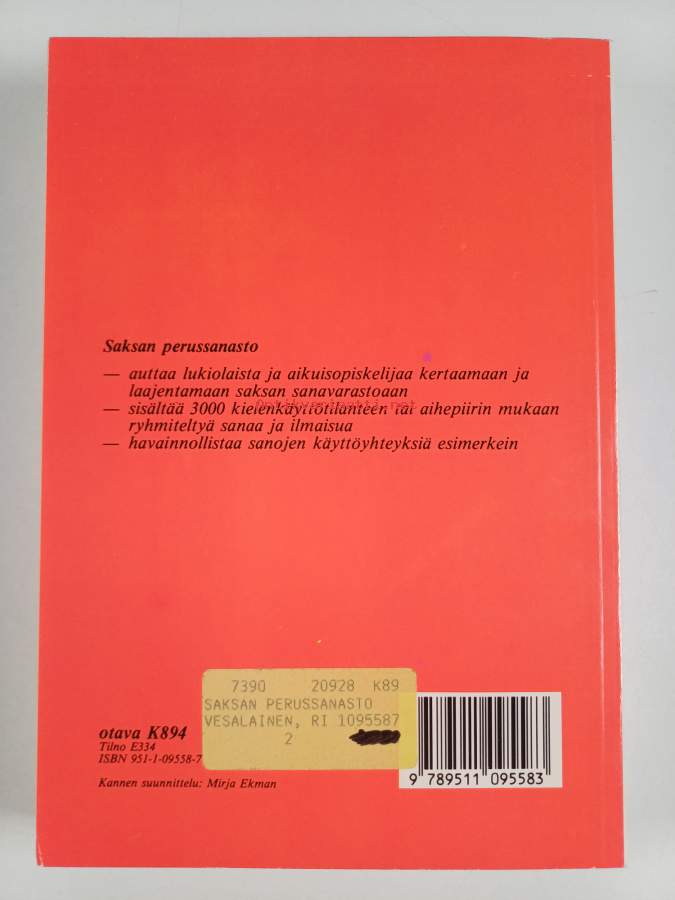 Saksan perussanasto
— auttaa lukiolaista ja aikuisopiskelijaa kertaamaan ja
laajentamaan saksan sanavarastoaan
— sisältää 3000 kielenkäyttötilanteen tai aihepiirin mukaan
ryhmiteltyä sanaa ja ilmaisua
— havainnollistaa sanojen käyttöyhteyksiä esimerkein
7390 20928 K89
SAKSAN PERUSSANASTO
VESALAINEN, RI 1095587
2
otava K894
Tilno E334
ISBN 951-1-09558-7
Kannen suunnittelu: Mirja Ekman
9 789511 095583